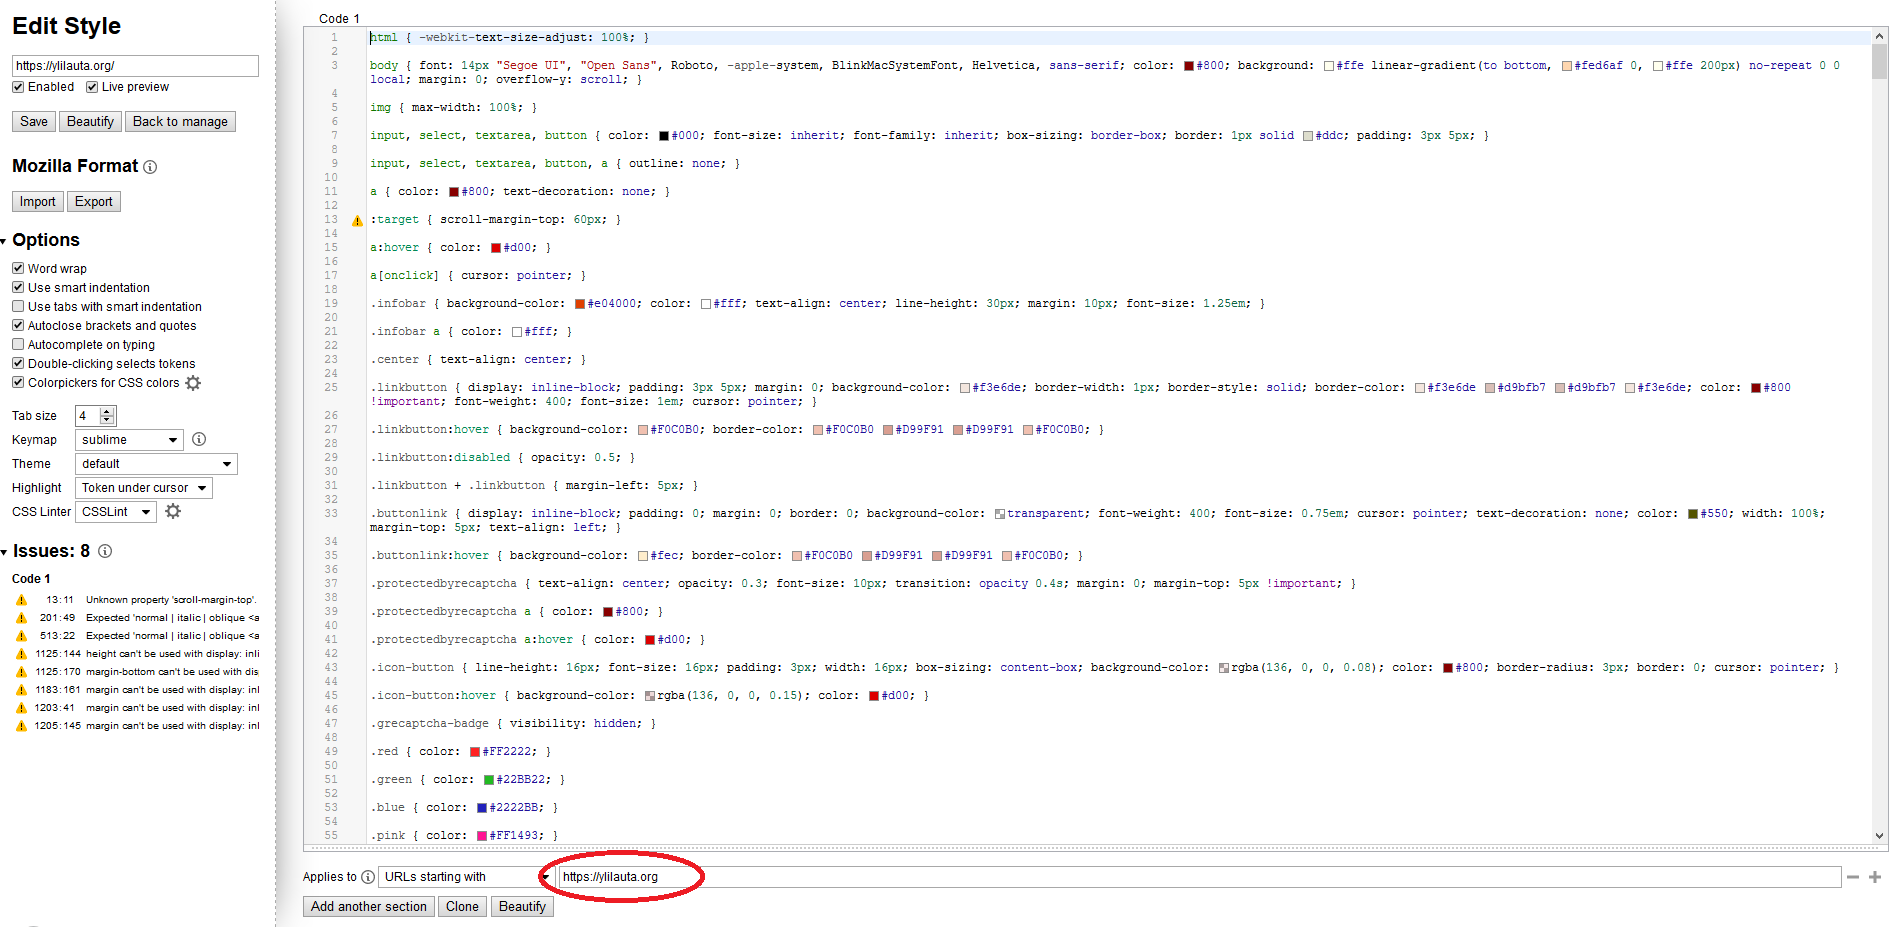 Edit Style
https://ylilauta.org/
Enabled Live preview
Save Beautify Back to manage
Mozilla Format
Import Export
Options
Word wrap
Use smart indentation
Use tabs with smart indentation
Autoclose brackets and quotes
Autocomplete on typing
Double-clicking selects tokens
Colorpickers for CSS colors
Tab size 4
Keymap sublime
Theme default
Highlight Token under cursor
CSS Linter CSSLint
Issues: 8
Code 1
13:11 Unknown property 'scroll-margin-top'.
201:49 Expected 'normal | italic | oblique <a
513:22 Expected 'normal | italic | oblique <a
1125:144 height can't be used with display: inli
1125:170 margin-bottom can't be used with dis
1183:161 margin can't be used with display: inl
1203:41 margin can't be used with display: inl
1205:145 margin can't be used with display: inl
Code 1
1 html { -webkit-text-size-adjust: 100%; }
2
3 body { font: 14px "Segoe UI", "Open Sans", Roboto, -apple-system, BlinkMacSystemFont, Helvetica, sans-serif; color: #800; background: #ffe linear-gradient(to bottom, #fed6af 0, #ffe 200px) no-repeat 0 0
local; margin: 0; overflow-y: scroll; }
4
5 img { max-width: 100%; }
6
7 input, select, textarea, button { color: #000; font-size: inherit; font-family: inherit; box-sizing: border-box; border: 1px solid #ddc; padding: 3px 5px; }
8
9 input, select, textarea, button, a { outline: none; }
10
11 a { color: #800; text-decoration: none; }
12
13 :target { scroll-margin-top: 60px; }
14
15 a:hover { color: #d00; }
16
17 a[onclick] { cursor: pointer; }
18
19 .infobar { background-color: #e04000; color: #fff; text-align: center; line-height: 30px; margin: 10px; font-size: 1.25em; }
20
21 .infobar a { color: #fff; }
22
23 .center { text-align: center; }
24
25 .linkbutton { display: inline-block; padding: 3px 5px; margin: 0; background-color: #f3e6de; border-width: 1px; border-style: solid; border-color: #f3e6de #d9bfb7 #d9bfb7 #f3e6de; color: #800
!important; font-weight: 400; font-size: 1em; cursor: pointer; }
26
27 .linkbutton:hover { background-color: #F0C0B0; border-color: #F0C0B0 #D99F91 #D99F91 #F0C0B0; }
28
29 .linkbutton:disabled { opacity: 0.5; }
30
31 .linkbutton + .linkbutton { margin-left: 5px; }
32
33 .buttonlink { display: inline-block; padding: 0; margin: 0; border: 0; background-color: transparent; font-weight: 400; font-size: 0.75em; cursor: pointer; text-decoration: none; color: #550; width: 100%;
margin-top: 5px; text-align: left; }
34
35 .buttonlink:hover { background-color: #fec; border-color: #F0C0B0 #D99F91 #D99F91 #F0C0B0; }
36
37 .protectedbyrecaptcha { text-align: center; opacity: 0.3; font-size: 10px; transition: opacity 0.4s; margin: 0; margin-top: 5px !important; }
38
39 .protectedbyrecaptcha a { color: #800; }
40
41 .protectedbyrecaptcha a:hover { color: #d00; }
42
43 .icon-button { line-height: 16px; font-size: 16px; padding: 3px; width: 16px; box-sizing: content-box; background-color: rgba(136, 0, 0, 0.08); color: #800; border-radius: 3px; border: 0; cursor: pointer; }
44
45 .icon-button:hover { background-color: rgba(136, 0, 0, 0.15); color: #d00; }
46
47 .grecaptcha-badge { visibility: hidden; }
48
49 .red { color: #FF2222; }
50
51 .green { color: #22BB22; }
52
53 .blue { color: #2222BB; }
54
55 .pink { color: #FF1493; }
Applies to URLs starting with https://ylilauta.org
Add another section Clone Beautify